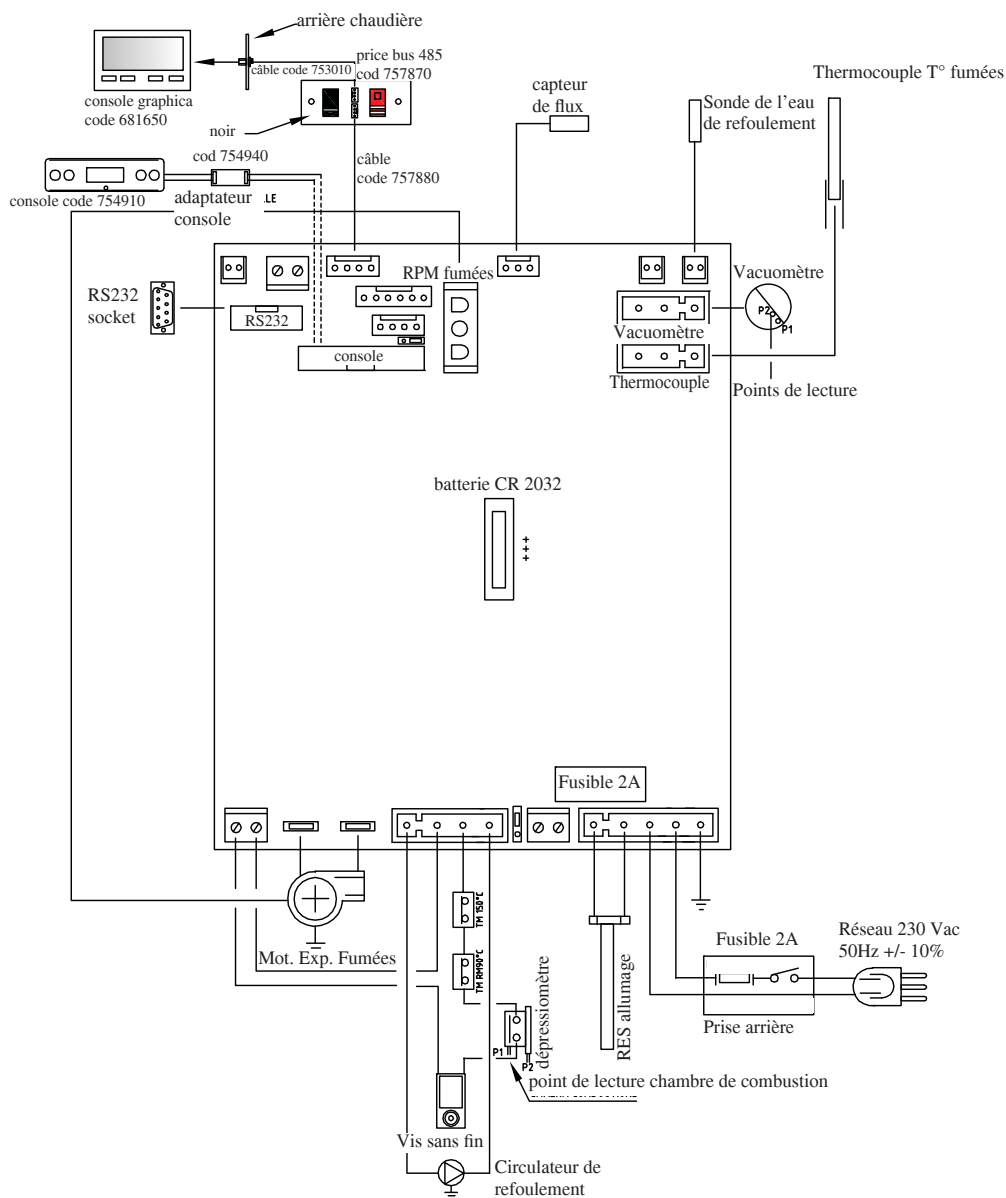 arrière chaudière
câble code 753010
price bus 485
cod 757870
console graphica
code 681650
noir
capteur
de flux
Sonde de l'eau
de refoulement
Thermocouple T° fumées
cod 754940
câble
code 757880
console code 754910
adaptateur
console
LE
RS232
socket
RS232
RPM fumées
console
Vacuomètre
Vacuomètre
P2
P1
Thermocouple
Points de lecture
batterie CR 2032
+++
Fusible 2A
TM 150°C
TM RM90°C
Mot. Exp. Fumées
dépressiomètre
P1
P2
RES allumage
Fusible 2A
Prise arrière
Réseau 230 Vac
50Hz +/- 10%
point de lecture chambre de combustion
Vis sans fin
Circulateur de
refoulement